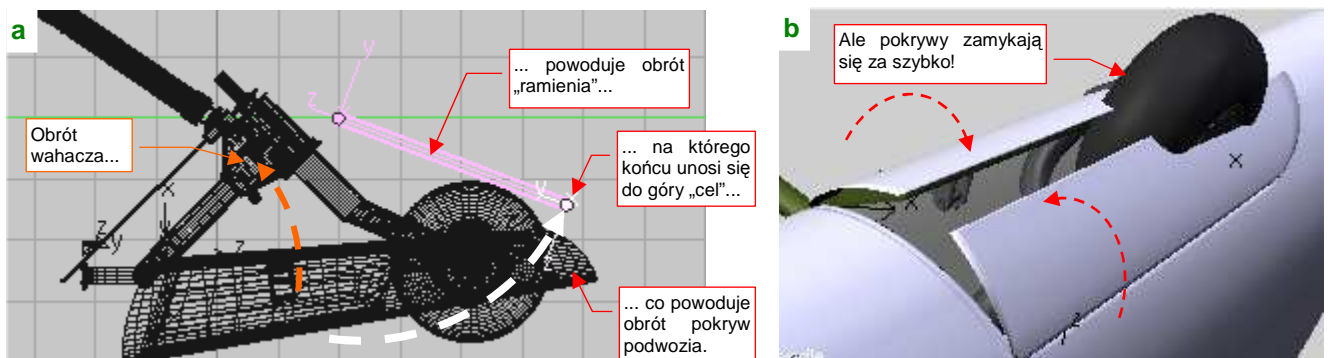 a
Obrót
wahacza...
... powoduje obrót
„ramienia”...
... na którego
końcu unosi się
do góry „cel”...
... co powoduje
obrót pokryw
podwozia.
y
z
x
z
y
z
y
b
Ale pokrywy zamykają
się za szybko!
x
x
z